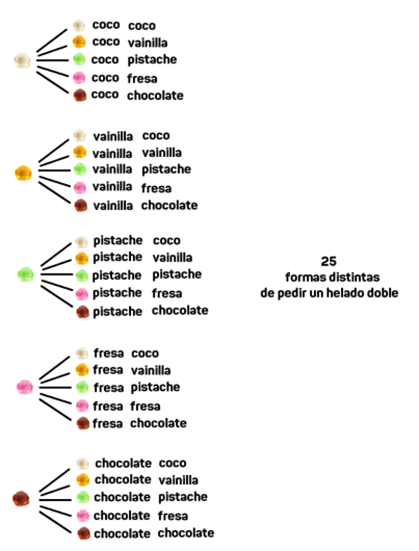 coco coco
coco vainilla
coco pistache
coco fresa
coco chocolate
vainilla coco
vainilla vainilla
vainilla pistache
vainilla fresa
vainilla chocolate
pistache coco
pistache vainilla
pistache pistache
pistache fresa
pistache chocolate
25
formas distintas
de pedir un helado doble
fresa coco
fresa vainilla
fresa pistache
fresa fresa
fresa chocolate
chocolate coco
chocolate vainilla
chocolate pistache
chocolate fresa
chocolate chocolate